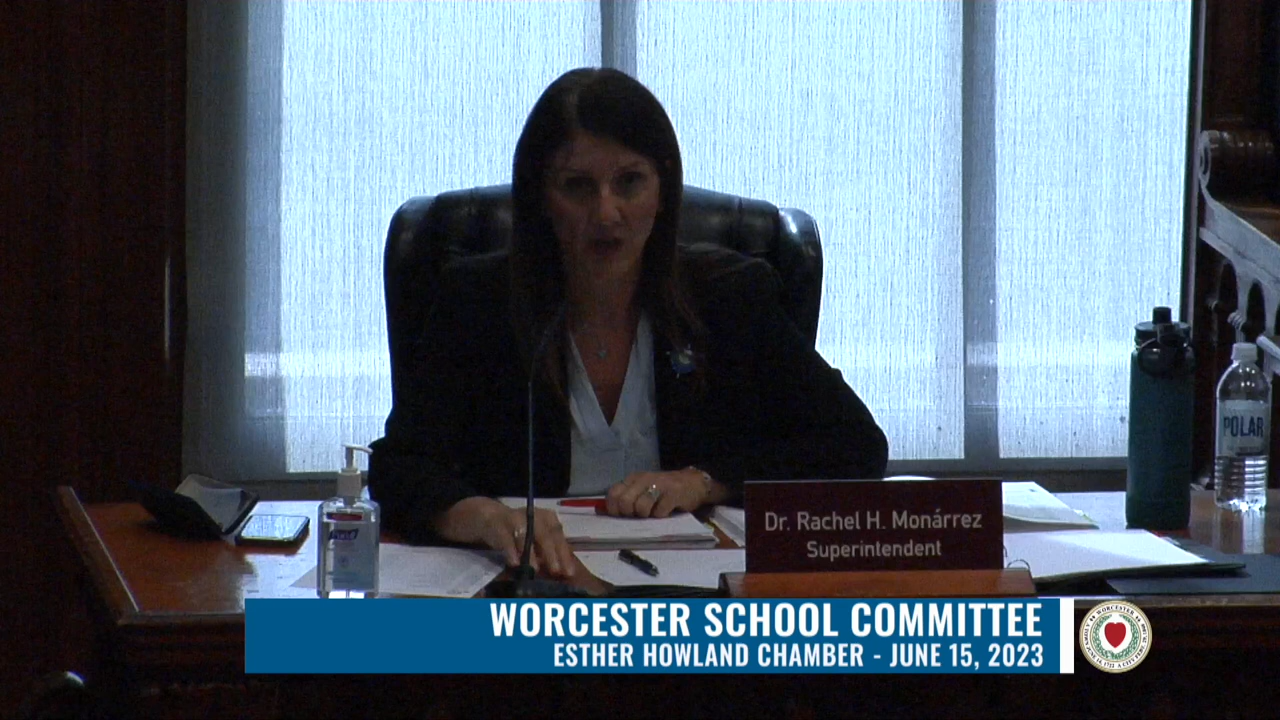 POLAR
Dr. Rachel H. Monárrez
Superintendent
WORCESTER SCHOOL COMMITTEE
ESTHER HOWLAND CHAMBER - JUNE 15, 2023